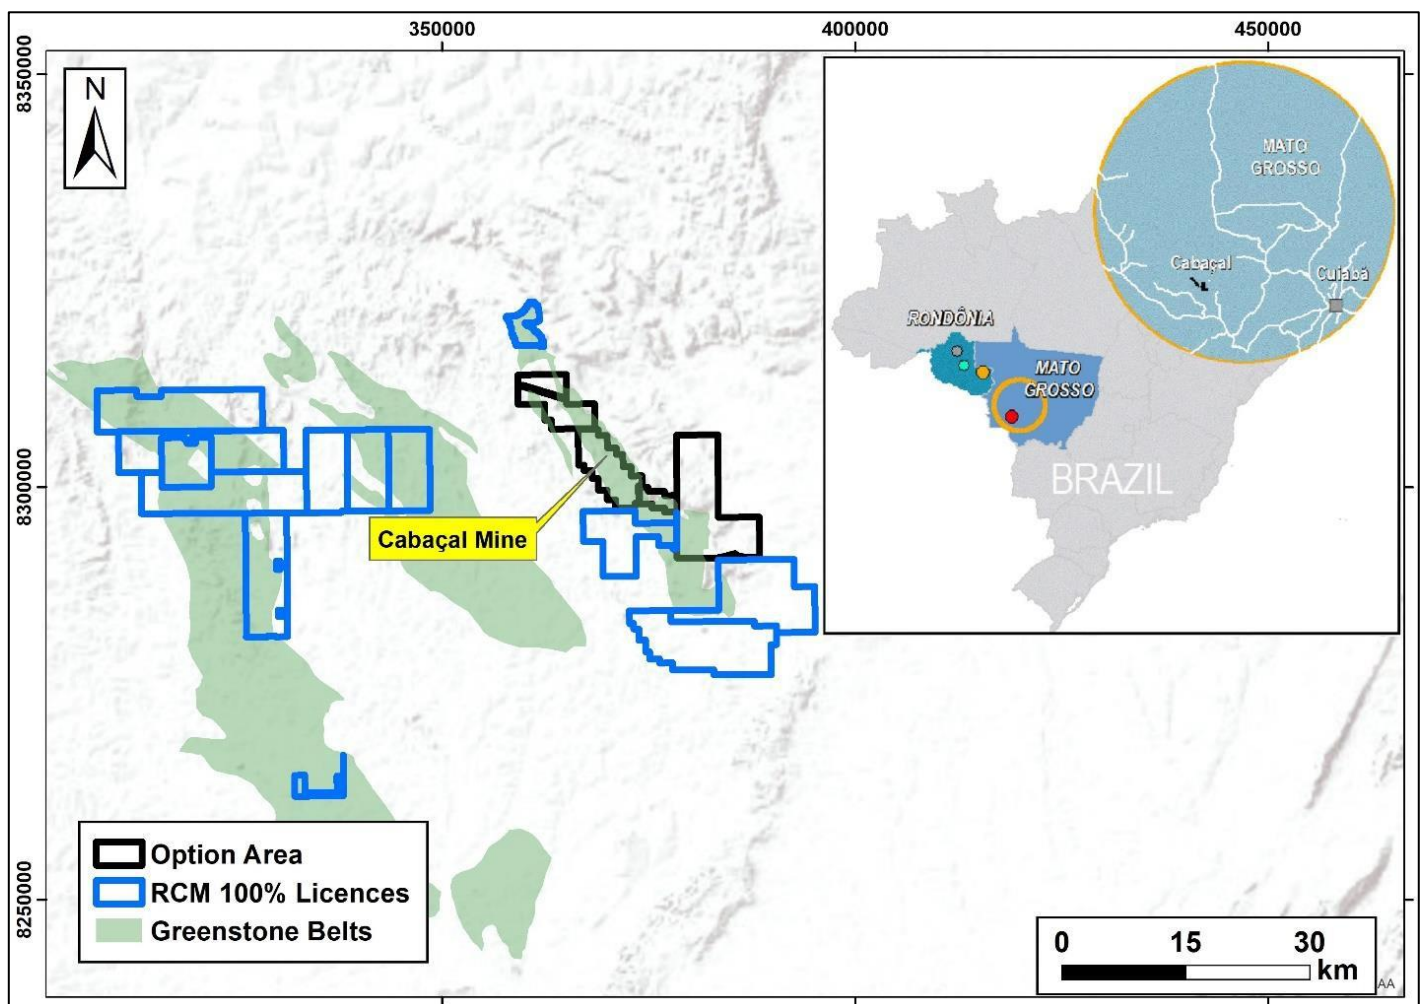 350000
400000
450000
8350000
8300000
8250000
N
MATO
GROSSO
Cabaçal
Cuiabá
RONDÔNIA
MATO
GROSSO
BRAZIL
Cabaçal Mine
Option Area
RCM 100% Licences
Greenstone Belts
0 15 30
km
AA